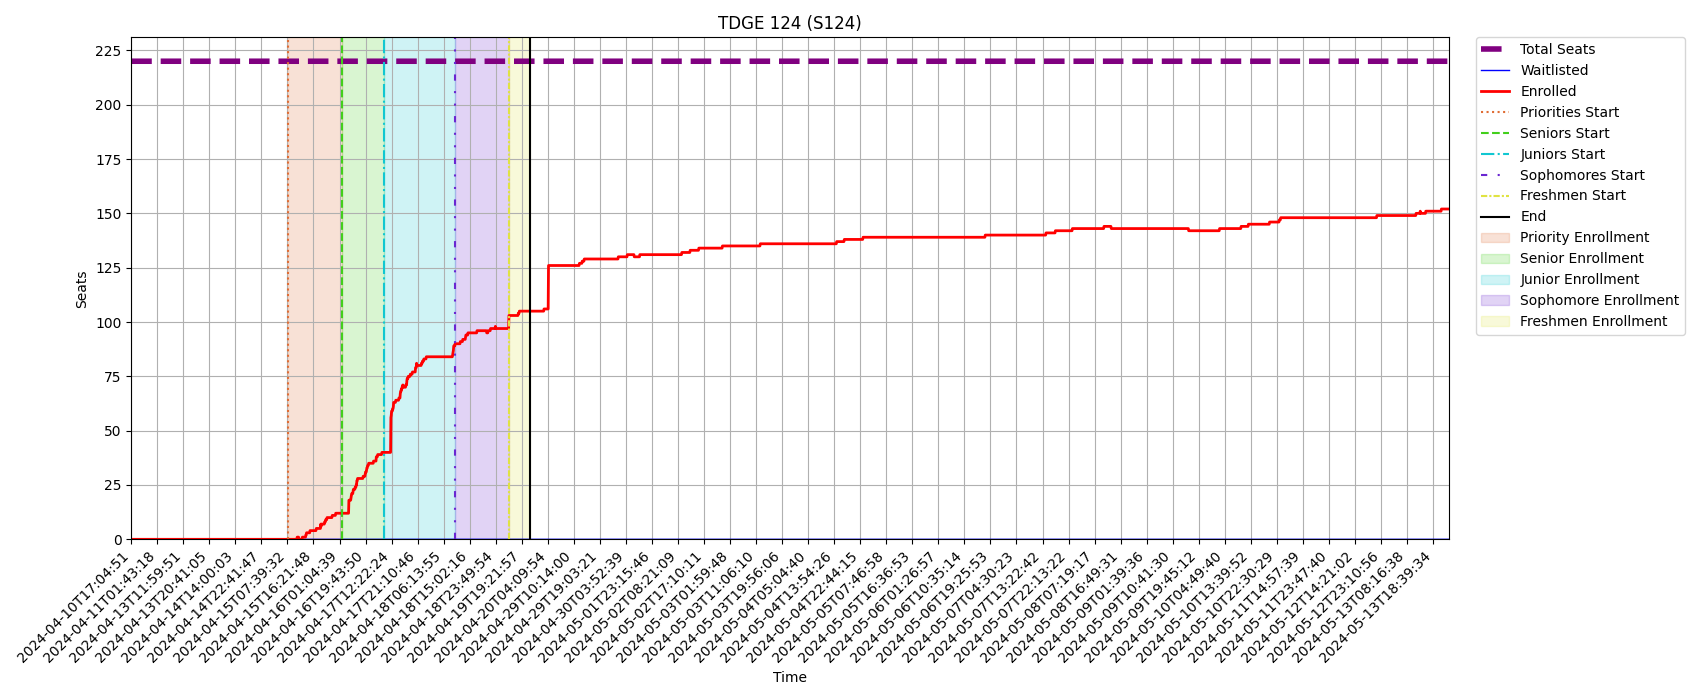 TDGE 124 (S124)
225
200
175
150
125
100
75
50
25
0
Seats
2024-04-10T17:04:51
2024-04-11T01:43:18
2024-04-13T11:59:51
2024-04-13T20:41:05
2024-04-14T14:00:03
2024-04-14T22:41:47
2024-04-15T07:39:32
2024-04-15T16:21:48
2024-04-16T01:04:39
2024-04-16T19:43:50
2024-04-17T12:22:24
2024-04-17T21:10:46
2024-04-18T06:13:55
2024-04-18T15:02:16
2024-04-18T23:49:54
2024-04-19T19:21:57
2024-04-20T04:09:54
2024-04-29T10:14:00
2024-04-29T19:03:21
2024-04-30T03:52:39
2024-05-01T23:15:46
2024-05-02T08:21:09
2024-05-02T17:10:11
2024-05-03T01:59:48
2024-05-03T11:06:10
2024-05-03T19:56:06
2024-05-04T05:04:40
2024-05-04T13:54:26
2024-05-04T22:44:15
2024-05-05T07:46:58
2024-05-05T16:36:53
2024-05-06T01:26:57
2024-05-06T10:35:14
2024-05-06T19:25:53
2024-05-07T04:30:23
2024-05-07T13:22:42
2024-05-07T22:13:22
2024-05-08T07:19:17
2024-05-08T16:49:31
2024-05-09T01:39:36
2024-05-09T10:41:30
2024-05-09T19:45:12
2024-05-10T04:49:40
2024-05-10T13:39:52
2024-05-10T22:30:29
2024-05-11T14:57:39
2024-05-11T23:47:40
2024-05-12T14:21:02
2024-05-12T23:10:56
2024-05-13T08:16:38
2024-05-13T18:39:34
Time
Total Seats
Waitlisted
Enrolled
Priorities Start
Seniors Start
Juniors Start
Sophomores Start
Freshmen Start
End
Priority Enrollment
Senior Enrollment
Junior Enrollment
Sophomore Enrollment
Freshmen Enrollment